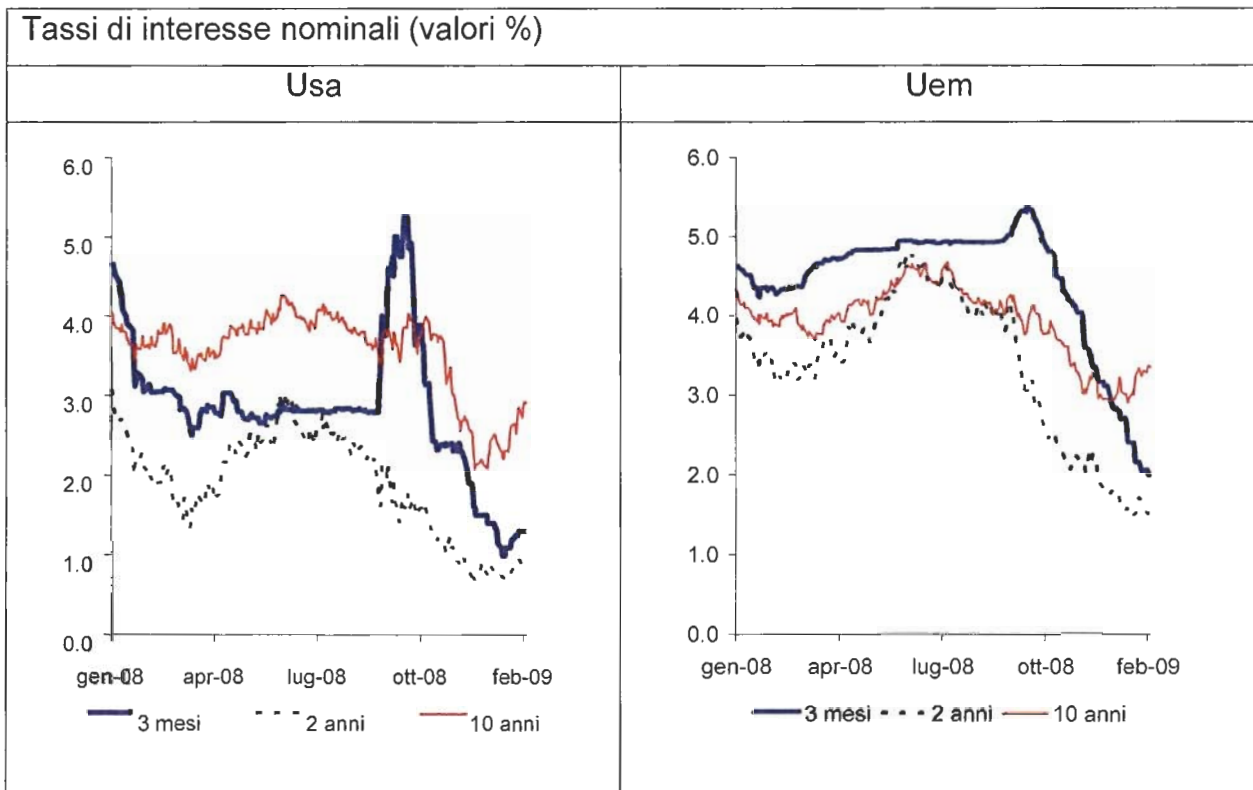 Tassi di interesse nominali (valori %)
Usa
6.0
5.0
4.0
3.0
2.0
1.0
0.0
gen-08 apr-08 lug-08 ott-08 feb-09
3 mesi 2 anni 10 anni
Uem
6.0
5.0
4.0
3.0
2.0
1.0
0.0
gen-08 apr-08 lug-08 ott-08 feb-09
3 mesi 2 anni 10 anni